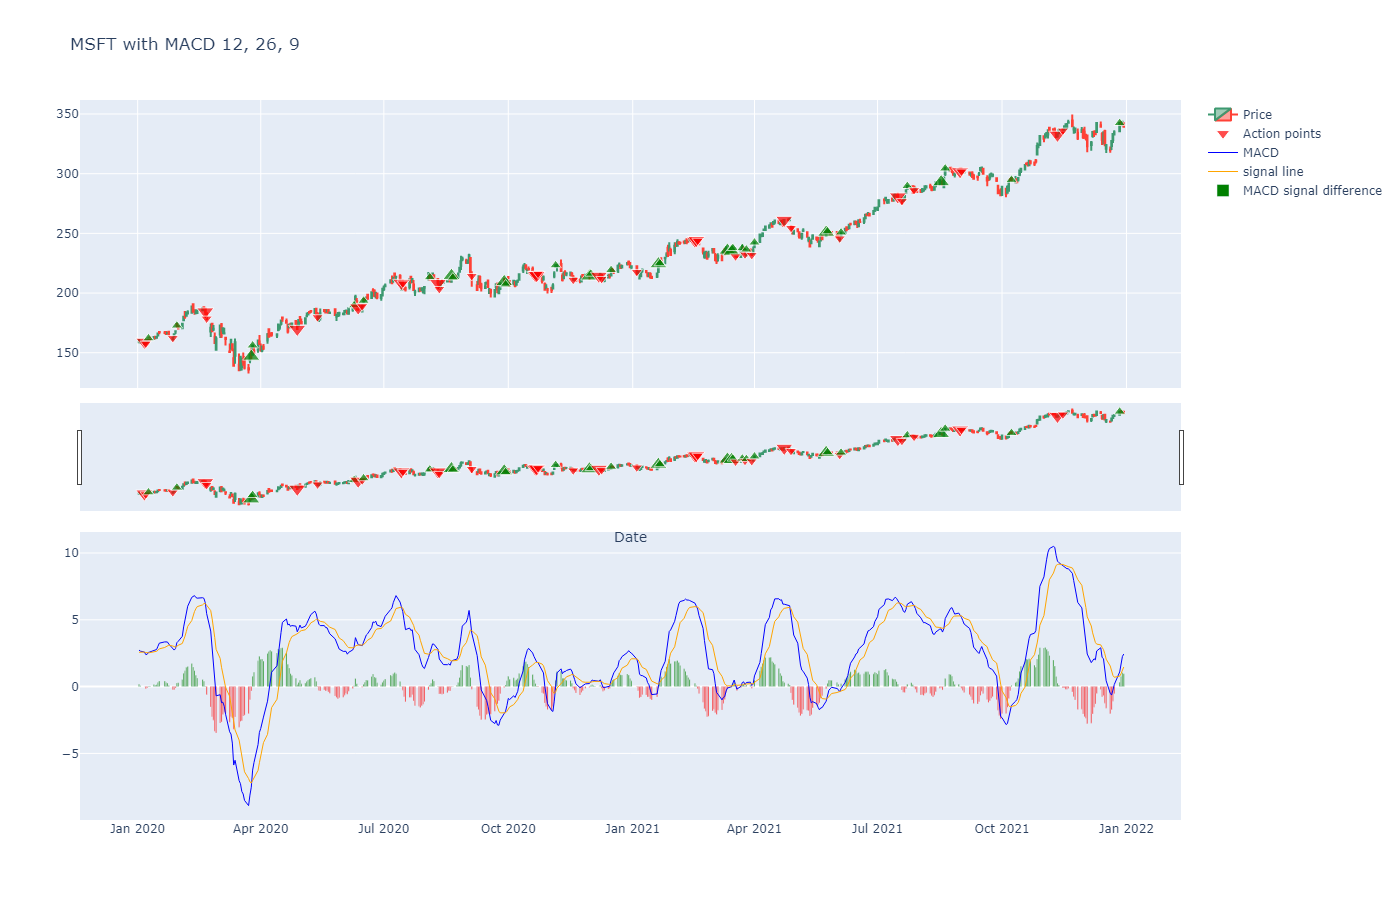 MSFT with MACD 12, 26, 9
350
300
250
200
150
Price
Action points
MACD
signal line
MACD signal difference
Date
10
5
0
−5
Jan 2020 Apr 2020 Jul 2020 Oct 2020 Jan 2021 Apr 2021 Jul 2021 Oct 2021 Jan 2022